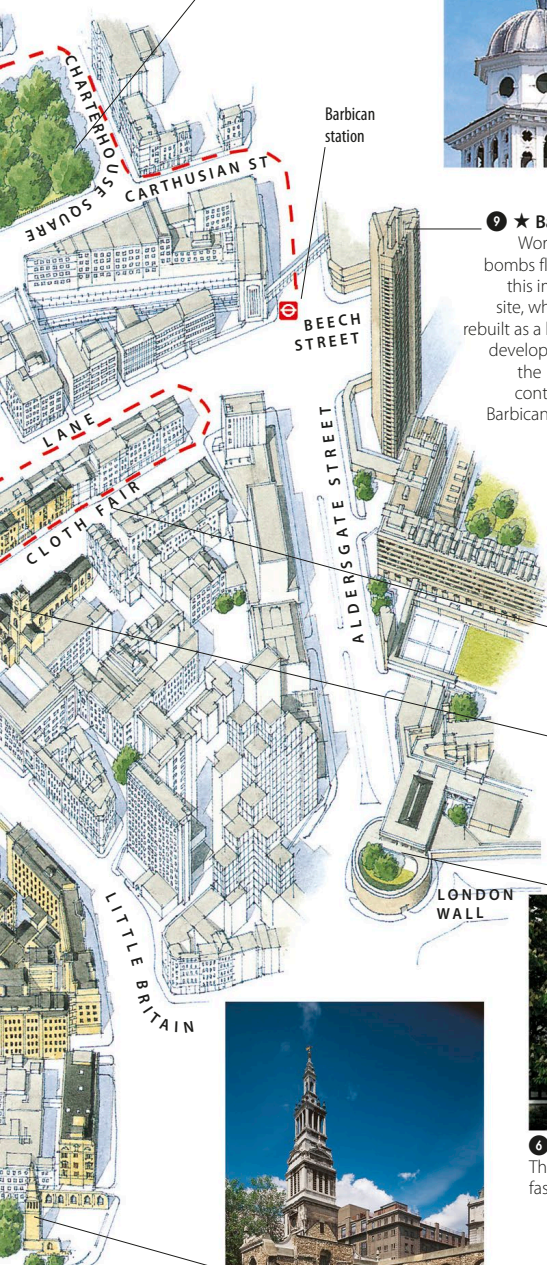 CHARTERHOUSE SQUARE
CARTHUSIAN ST
Barbican
station
BEECH
STREET
LANE
CLOTH FAIR
ALDERSGATE STREET
LONDON
WALL
LITTLE BRITAIN
9 ★ Ba
Wor
bombs fl
this in
site, wh
rebuilt as a
develop
the
cont
Barbican
6
Th
fas